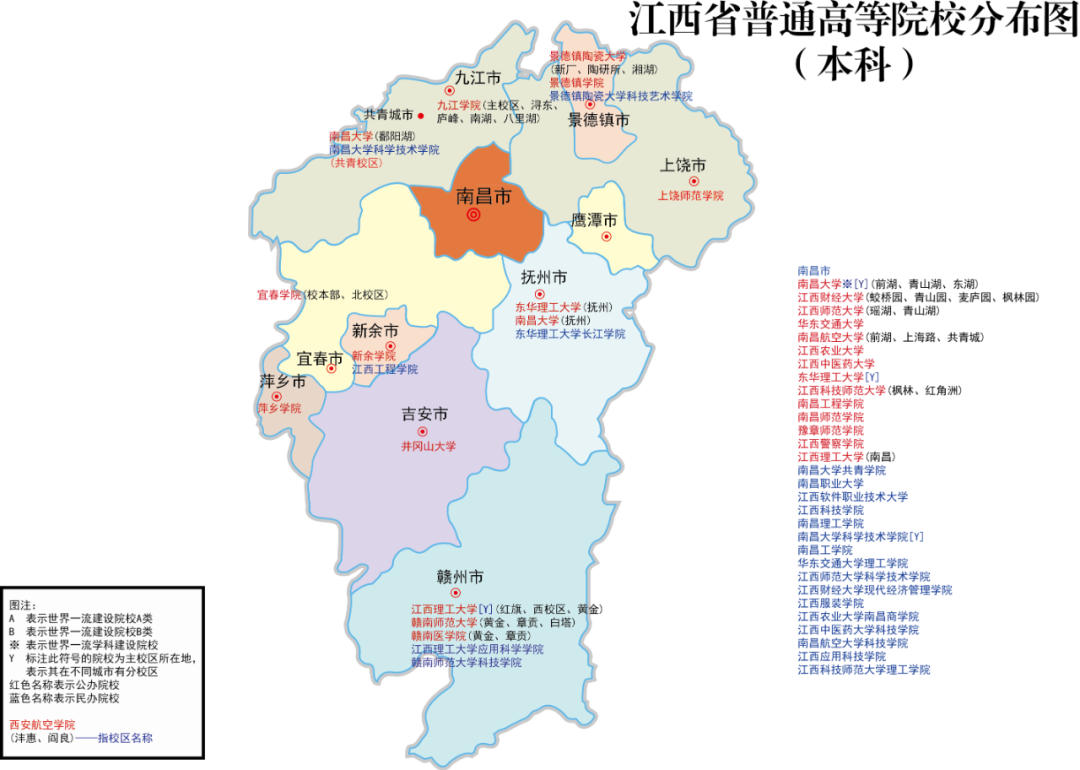 江西省普通高等院校分布图
(本科)
九江市
九江学院(主校区、浔东、
庐峰、南湖、八里湖)
共青城市
南昌大学(鄱阳湖)
南昌大学科学技术学院
(共青校区)
景德镇陶瓷大学
(新厂、陶研所、湘湖)
景德镇学院
景德镇陶瓷大学科技艺术学院
景德镇市
上饶市
上饶师范学院
南昌市
鹰潭市
抚州市
东华理工大学(抚州)
南昌大学(抚州)
东华理工大学长江学院
宜春学院(校本部、北校区)
新余市
新余学院
江西工程学院
宜春市
萍乡市
萍乡学院
吉安市
井冈山大学
赣州市
江西理工大学[Y](红旗、西校区、黄金)
赣南师范大学(黄金、章贡、白塔)
赣南医学院(黄金、章贡)
江西理工大学应用科学学院
赣南师范大学科技学院
南昌市
南昌大学※[Y](前湖、青山湖、东湖)
江西财经大学(蛟桥园、青山园、麦庐园、枫林园)
江西师范大学(瑶湖、青山湖)
华东交通大学
南昌航空大学(前湖、上海路、共青城)
江西农业大学
江西中医药大学
东华理工大学[Y]
江西科技师范大学(枫林、红角洲)
南昌工程学院
南昌师范学院
豫章师范学院
江西警察学院
江西理工大学(南昌)
南昌大学共青学院
南昌职业大学
江西软件职业技术大学
江西科技学院
南昌理工学院
南昌大学科学技术学院[Y]
南昌工学院
华东交通大学理工学院
江西师范大学科学技术学院
江西财经大学现代经济管理学院
江西服装学院
江西农业大学南昌商学院
江西中医药大学科技学院
南昌航空大学科技学院
江西应用科技学院
江西科技师范大学理工学院
图注:
A 表示世界一流建设院校A类
B 表示世界一流建设院校B类
※ 表示世界一流学科建设院校
Y 标注此符号的院校为主校区所在地,
表示其在不同城市有分校区
红色名称表示公办院校
蓝色名称表示民办院校
西安航空学院
(沣惠、阎良)——指校区名称